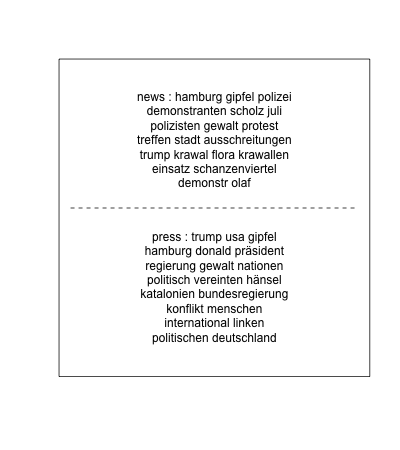 news : hamburg gipfel polizei
demonstranten scholz juli
polizisten gewalt protest
treffen stadt ausschreitungen
trump krawal flora krawallen
einsatz schanzenviertel
demonstr olaf
press : trump usa gipfel
hamburg donald präsident
regierung gewalt nationen
politisch vereinten hänsel
katalonien bundesregierung
konflikt menschen
international linken
politischen deutschland